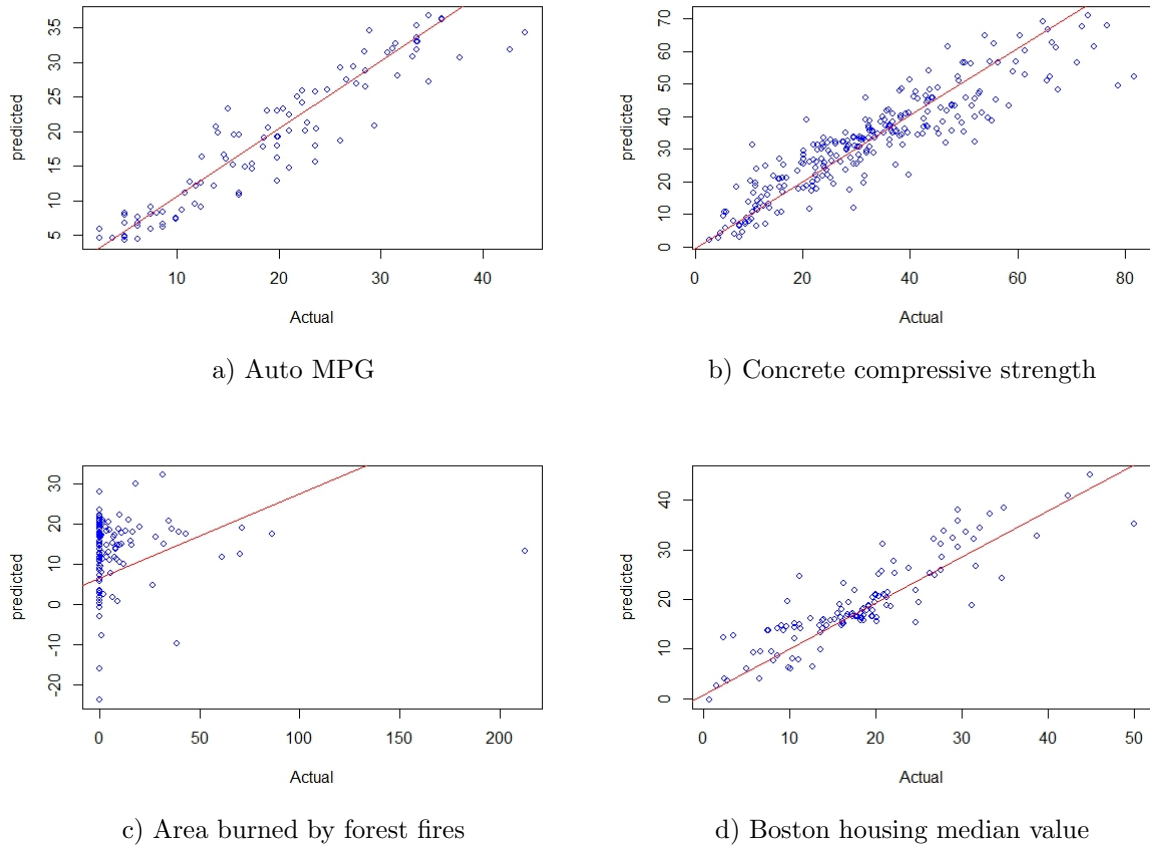 35
30
25
20
15
10
5
predicted
10 20 30 40
Actual
a) Auto MPG
70
60
50
40
30
20
10
0
predicted
0 20 40 60 80
Actual
b) Concrete compressive strength
30
20
10
0
-10
-20
predicted
0 50 100 150 200
Actual
c) Area burned by forest fires
40
30
20
10
0
predicted
0 10 20 30 40 50
Actual
d) Boston housing median value